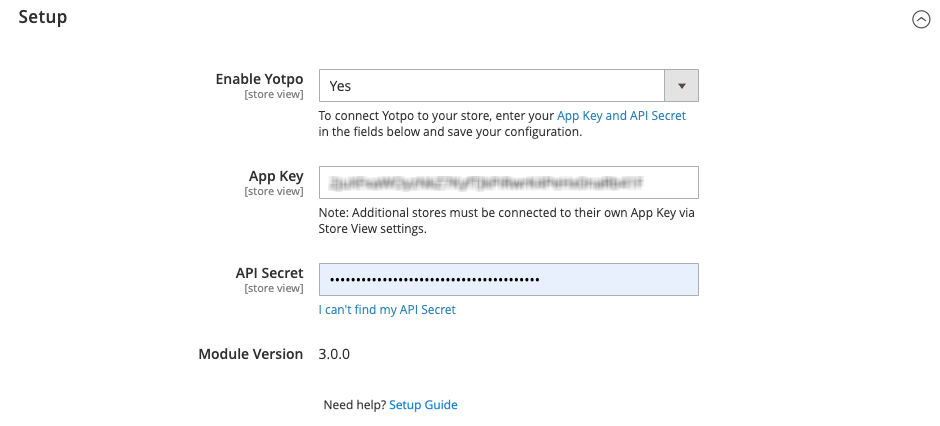 Setup
Enable Yotpo
[store view]
Yes
To connect Yotpo to your store, enter your App Key and API Secret
in the fields below and save your configuration.
App Key
[store view]
Note: Additional stores must be connected to their own App Key via
Store View settings.
API Secret
[store view]
I can't find my API Secret
Module Version
3.0.0
Need help? Setup Guide